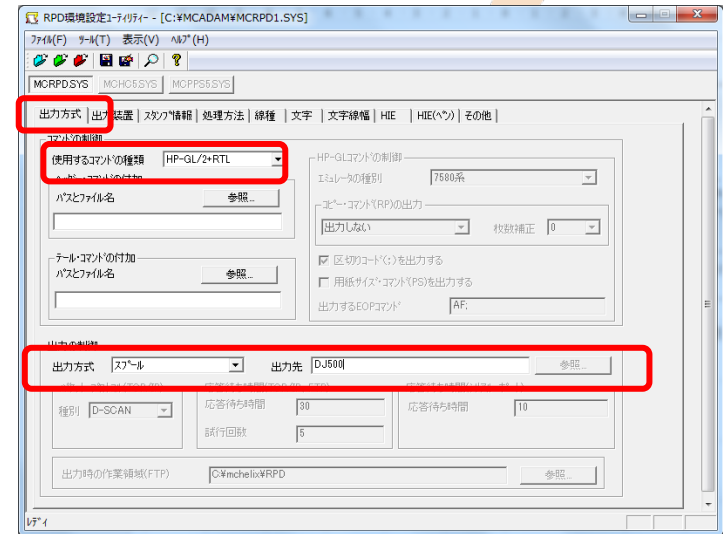 RPD環境設定ﾕｰﾃｨﾘﾃｨｰ - [C:¥MCADAM¥MCRPD1.SYS]
ﾌｧｲﾙ(F) ﾂｰﾙ(T) 表示(V) ﾍﾙﾌﾟ(H)
MCRPD.SYS MCHC5.SYS MCPPS5.SYS
出力方式 出力装置 ｽﾀﾝﾌﾟ情報 処理方法 線種 文字 文字線幅 HIE HIE(ﾍﾟﾝ) その他
ｺﾏﾝﾄﾞの制御
使用するｺﾏﾝﾄﾞの種類 HP-GL/2+RTL
HP-GLｺﾏﾝﾄﾞの制御
ｴﾐｭﾚｰﾀの種別 7580系
ﾍｯﾀﾞｰ･ｺﾏﾝﾄﾞの付加
ﾊﾟｽとﾌｧｲﾙ名 参照...
ｺﾋﾟｰ･ｺﾏﾝﾄﾞ(RP)の出力
出力しない 枚数補正 0
ﾃｰﾙ･ｺﾏﾝﾄﾞの付加
ﾊﾟｽとﾌｧｲﾙ名 参照...
区切りｺｰﾄﾞ(;)を出力する
用紙ｻｲｽﾞ･ｺﾏﾝﾄﾞ(PS)を出力する
出力するEOPｺﾏﾝﾄﾞ AF;
出力の制御
出力方式 ｽﾌﾟｰﾙ 出力先 DJ500 参照...
種別 D-SCAN
応答待ち時間 30
試行回数 5
応答待ち時間 10
出力時の作業領域(FTP) C:¥mchelix¥RPD 参照...
ﾚﾃﾞｨ